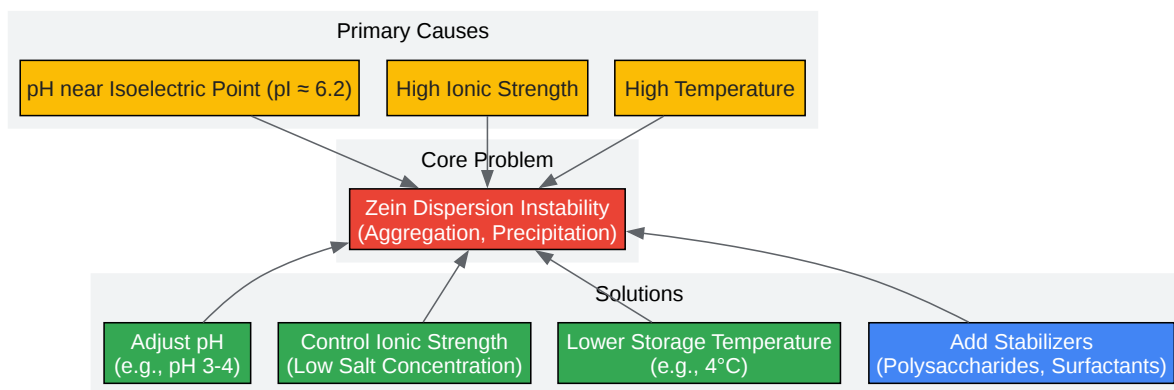 Primary Causes
pH near Isoelectric Point (pI ≈ 6.2)
High Ionic Strength
High Temperature
Core Problem
Zein Dispersion Instability
(Aggregation, Precipitation)
Solutions
Adjust pH
(e.g., pH 3-4)
Control Ionic Strength
(Low Salt Concentration)
Lower Storage Temperature
(e.g., 4°C)
Add Stabilizers
(Polysaccharides, Surfactants)